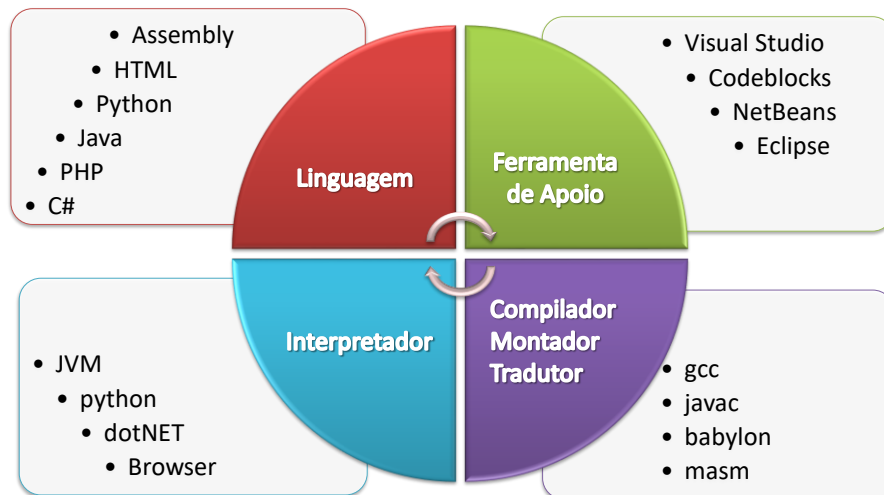 • Assembly
• HTML
• Python
• Java
• PHP
• C#
Linguagem
Ferramenta
de Apoio
• Visual Studio
• Codeblocks
• NetBeans
• Eclipse
Interpretador
• JVM
• python
• dotNET
• Browser
Compilador
Montador
Tradutor
• gcc
• javac
• babylon
• masm